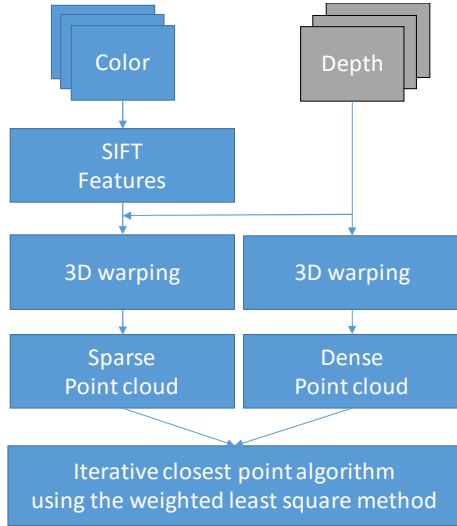 Color
Depth
SIFT
Features
3D warping
3D warping
Sparse
Point cloud
Dense
Point cloud
Iterative closest point algorithm
using the weighted least square method